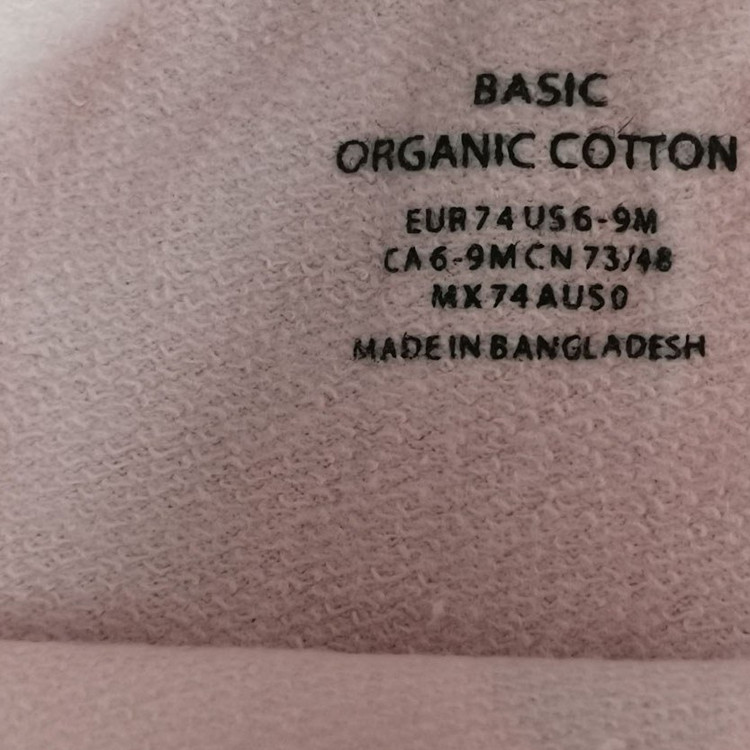 BASIC
ORGANIC COTTON
EUR 74 US 6-9M
CA 6-9M CN 73/48
MX 74 AUS 0
MADE IN BANGLADESH